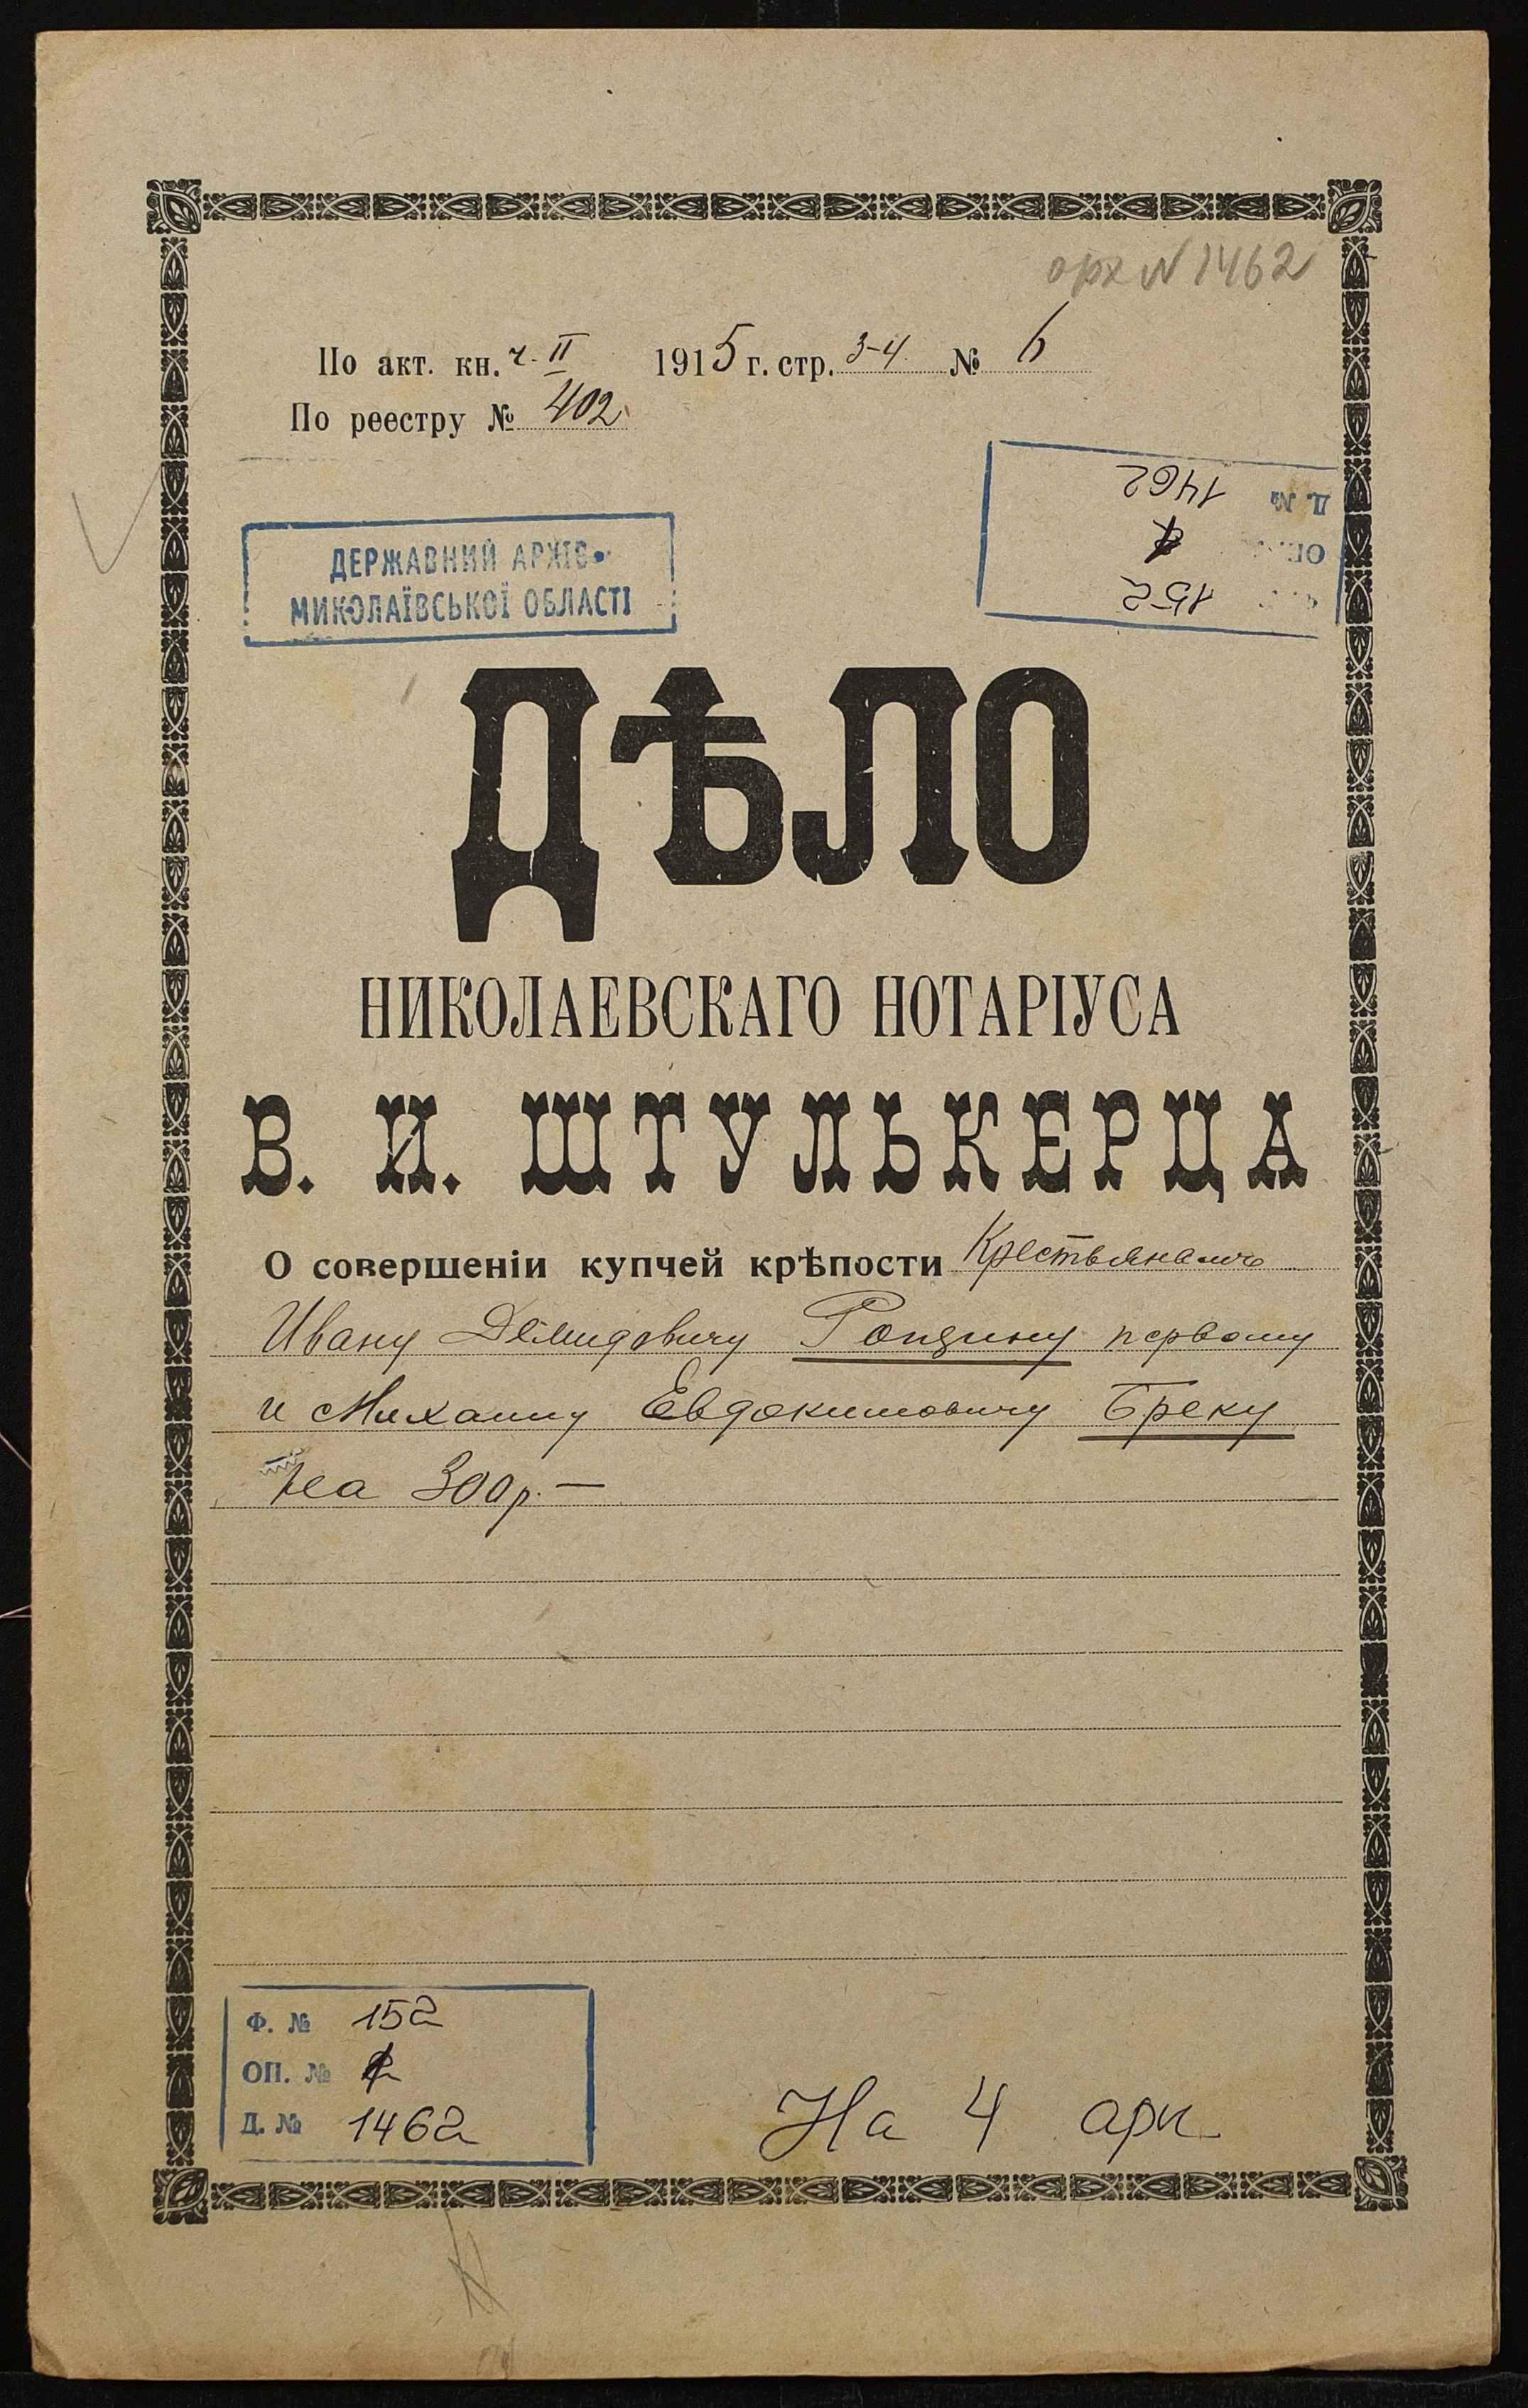 арх N 1462
По акт. кн. ч. II 1915 г. стр. 3-4 № 6
По реестру № 402
Д. № 1462
ОП.
152
ДЕРЖАВНИЙ АРХІВ
МИКОЛАЇВСЬКОЇ ОБЛАСТІ
ДѢЛО
НИКОЛАЕВСКАГО НОТАРІУСА
В. И. ШТУЛЬКЕРЦА
О совершеніи купчей крѣпости Крестьянамъ
Ивану Демидовичу первому
и Михаилу Евдокимовичу Бреку
на 300 р. —
Ф. № 152
ОП. №
Д. № 1462
На 4 арк